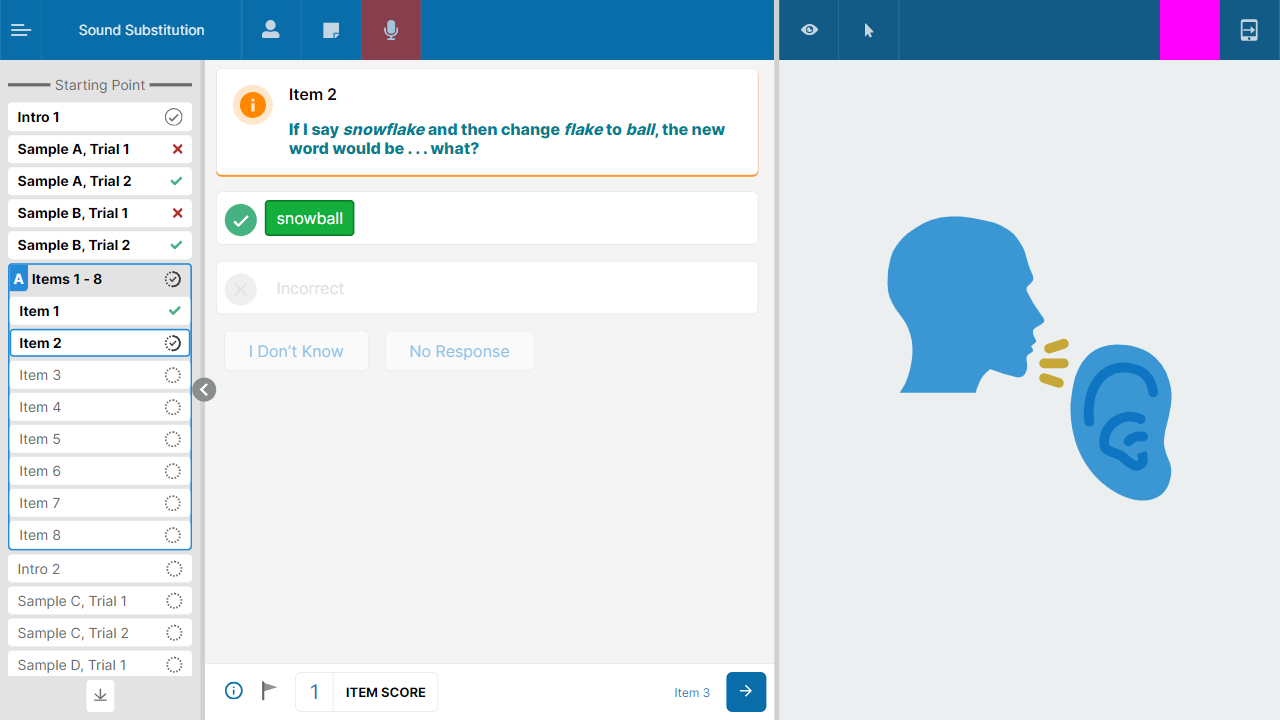 Sound Substitution
Starting Point
Intro 1
Sample A, Trial 1
Sample A, Trial 2
Sample B, Trial 1
Sample B, Trial 2
A Items 1 - 8
Item 1
Item 2
Item 3
Item 4
Item 5
Item 6
Item 7
Item 8
Intro 2
Sample C, Trial 1
Sample C, Trial 2
Sample D, Trial 1
Item 2
If I say snowflake and then change flake to ball, the new
word would be . . . what?
snowball
Incorrect
I Don't Know
No Response
1 ITEM SCORE
Item 3